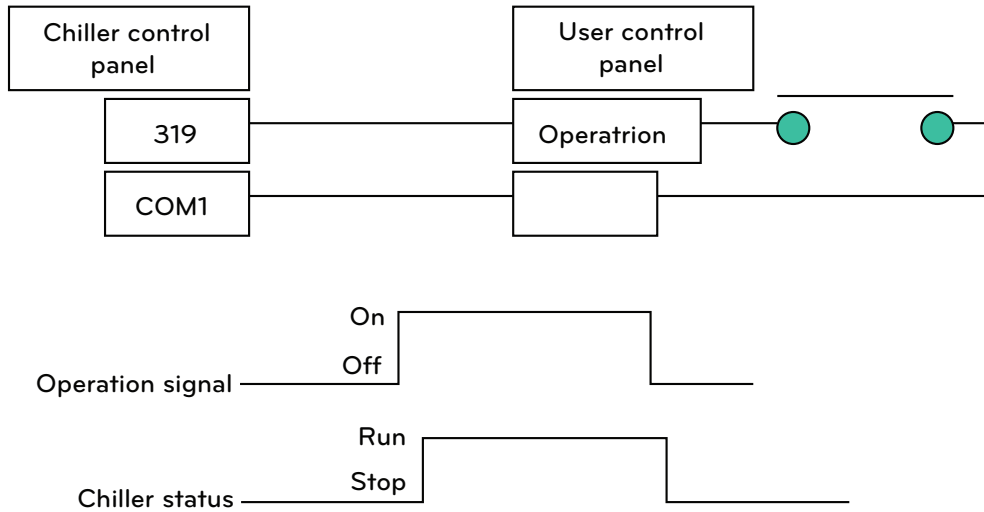 Chiller control
panel
User control
panel
319
Operatrion
COM1
On
Off
Operation signal
Run
Stop
Chiller status